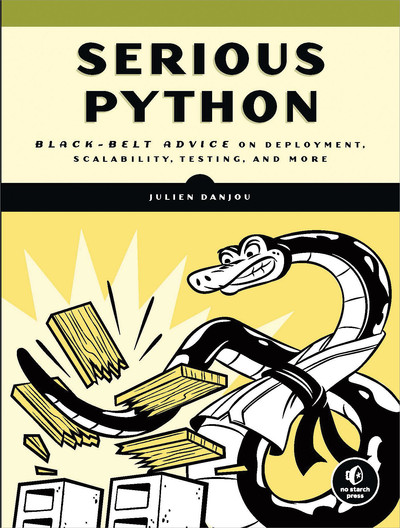 SERIOUS
PYTHON
BLACK-BELT ADVICE ON DEPLOYMENT,
SCALABILITY, TESTING, AND MORE
JULIEN DANJOU
no starch
press